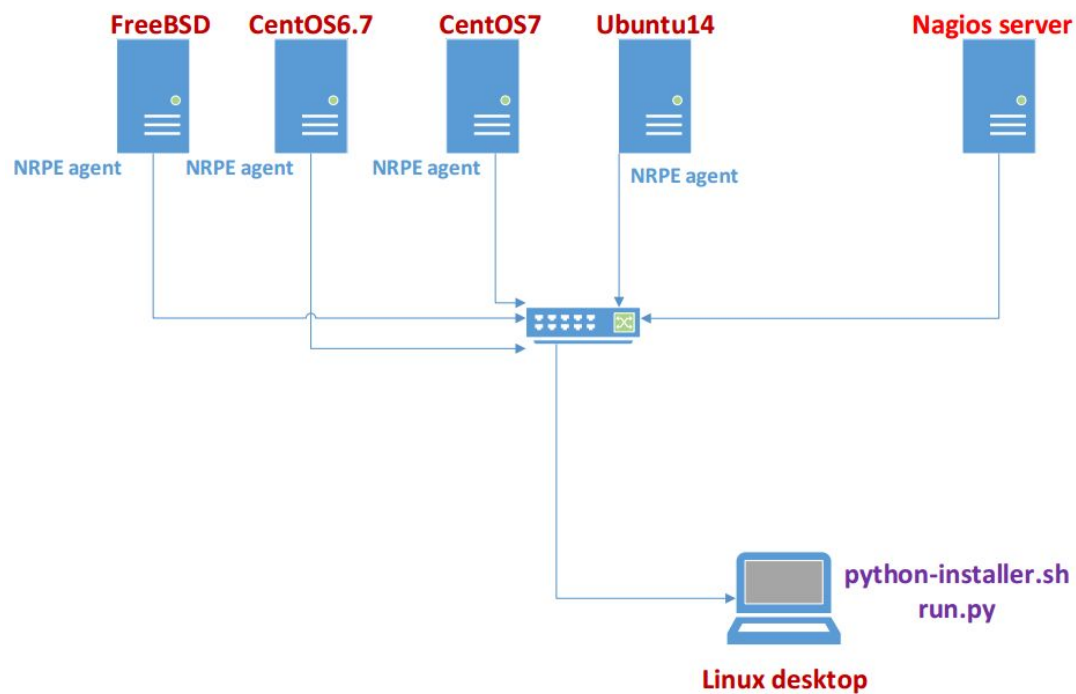 FreeBSD
CentOS6.7
CentOS7
Ubuntu14
Nagios server
NRPE agent
NRPE agent
NRPE agent
NRPE agent
python-installer.sh
run.py
Linux desktop